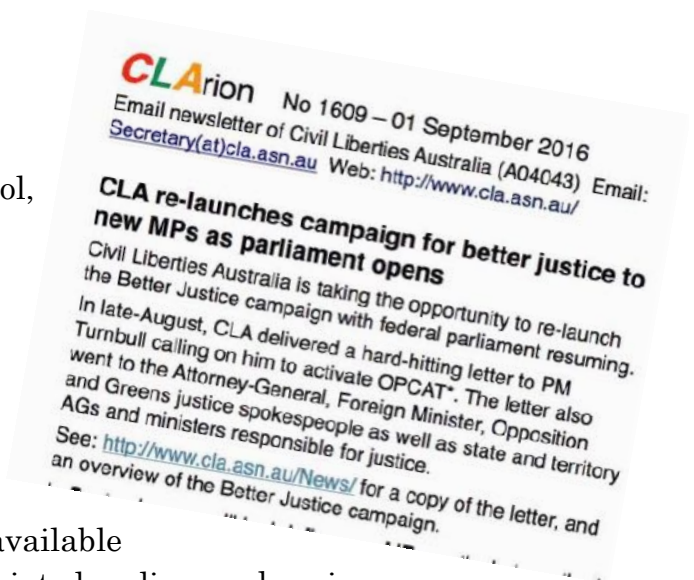 CLArion No 1609 – 01 September 2016
Email newsletter of Civil Liberties Australia (A04043) Email:
Secretary(at)cla.asn.au Web: http://www.cla.asn.au/
ol,
CLA re-launches campaign for better justice to
new MPs as parliament opens
Civil Liberties Australia is taking the opportunity to re-launch
the Better Justice campaign with federal parliament resuming.
In late-August, CLA delivered a hard-hitting letter to PM
Turnbull calling on him to activate OPCAT*. The letter also
went to the Attorney-General, Foreign Minister, Opposition
and Greens justice spokespeople as well as state and territory
AGs and ministers responsible for justice.
See: http://www.cla.asn.au/News/ for a copy of the letter, and
an overview of the Better Justice campaign.
available